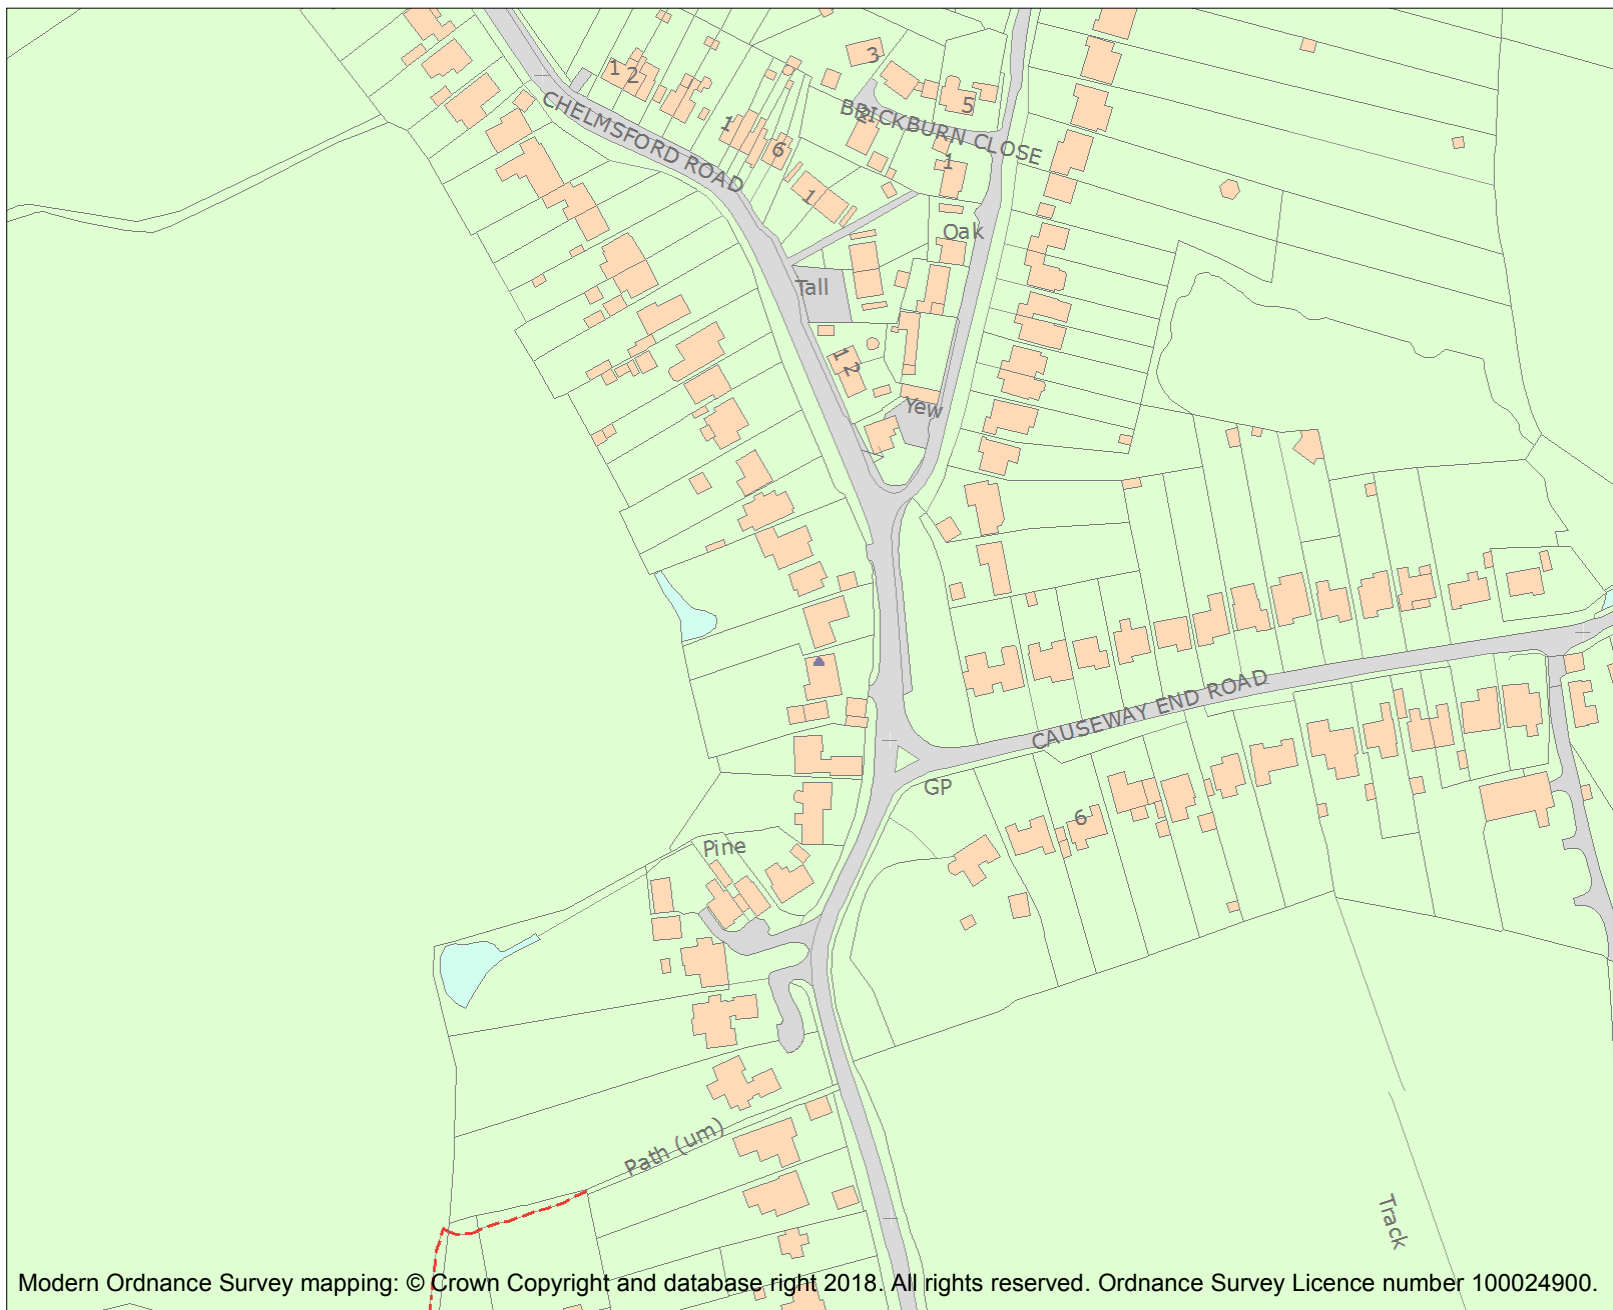 3
1
2
5
BRICKBURN CLOSE
2
CHELMSFORD ROAD
1
6
1
1
Oak
Tall
1 2
Yew
CAUSEWAY END ROAD
GP
6
Pine
Path (um)
Track
Modern Ordnance Survey mapping: © Crown Copyright and database right 2018. All rights reserved. Ordnance Survey Licence number 100024900.